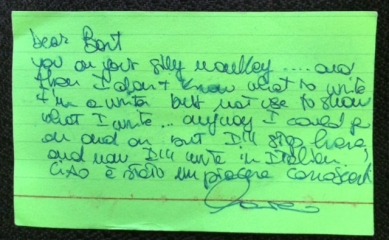 dear Bart
you or your silly monkey ..... and
then I don't know what to write
I'm a writer but not use to show
what I write ... anyway I could go
on and on but I'll stop here
and now I'll write in Italian
CIAO è stato un piacere conoscerti